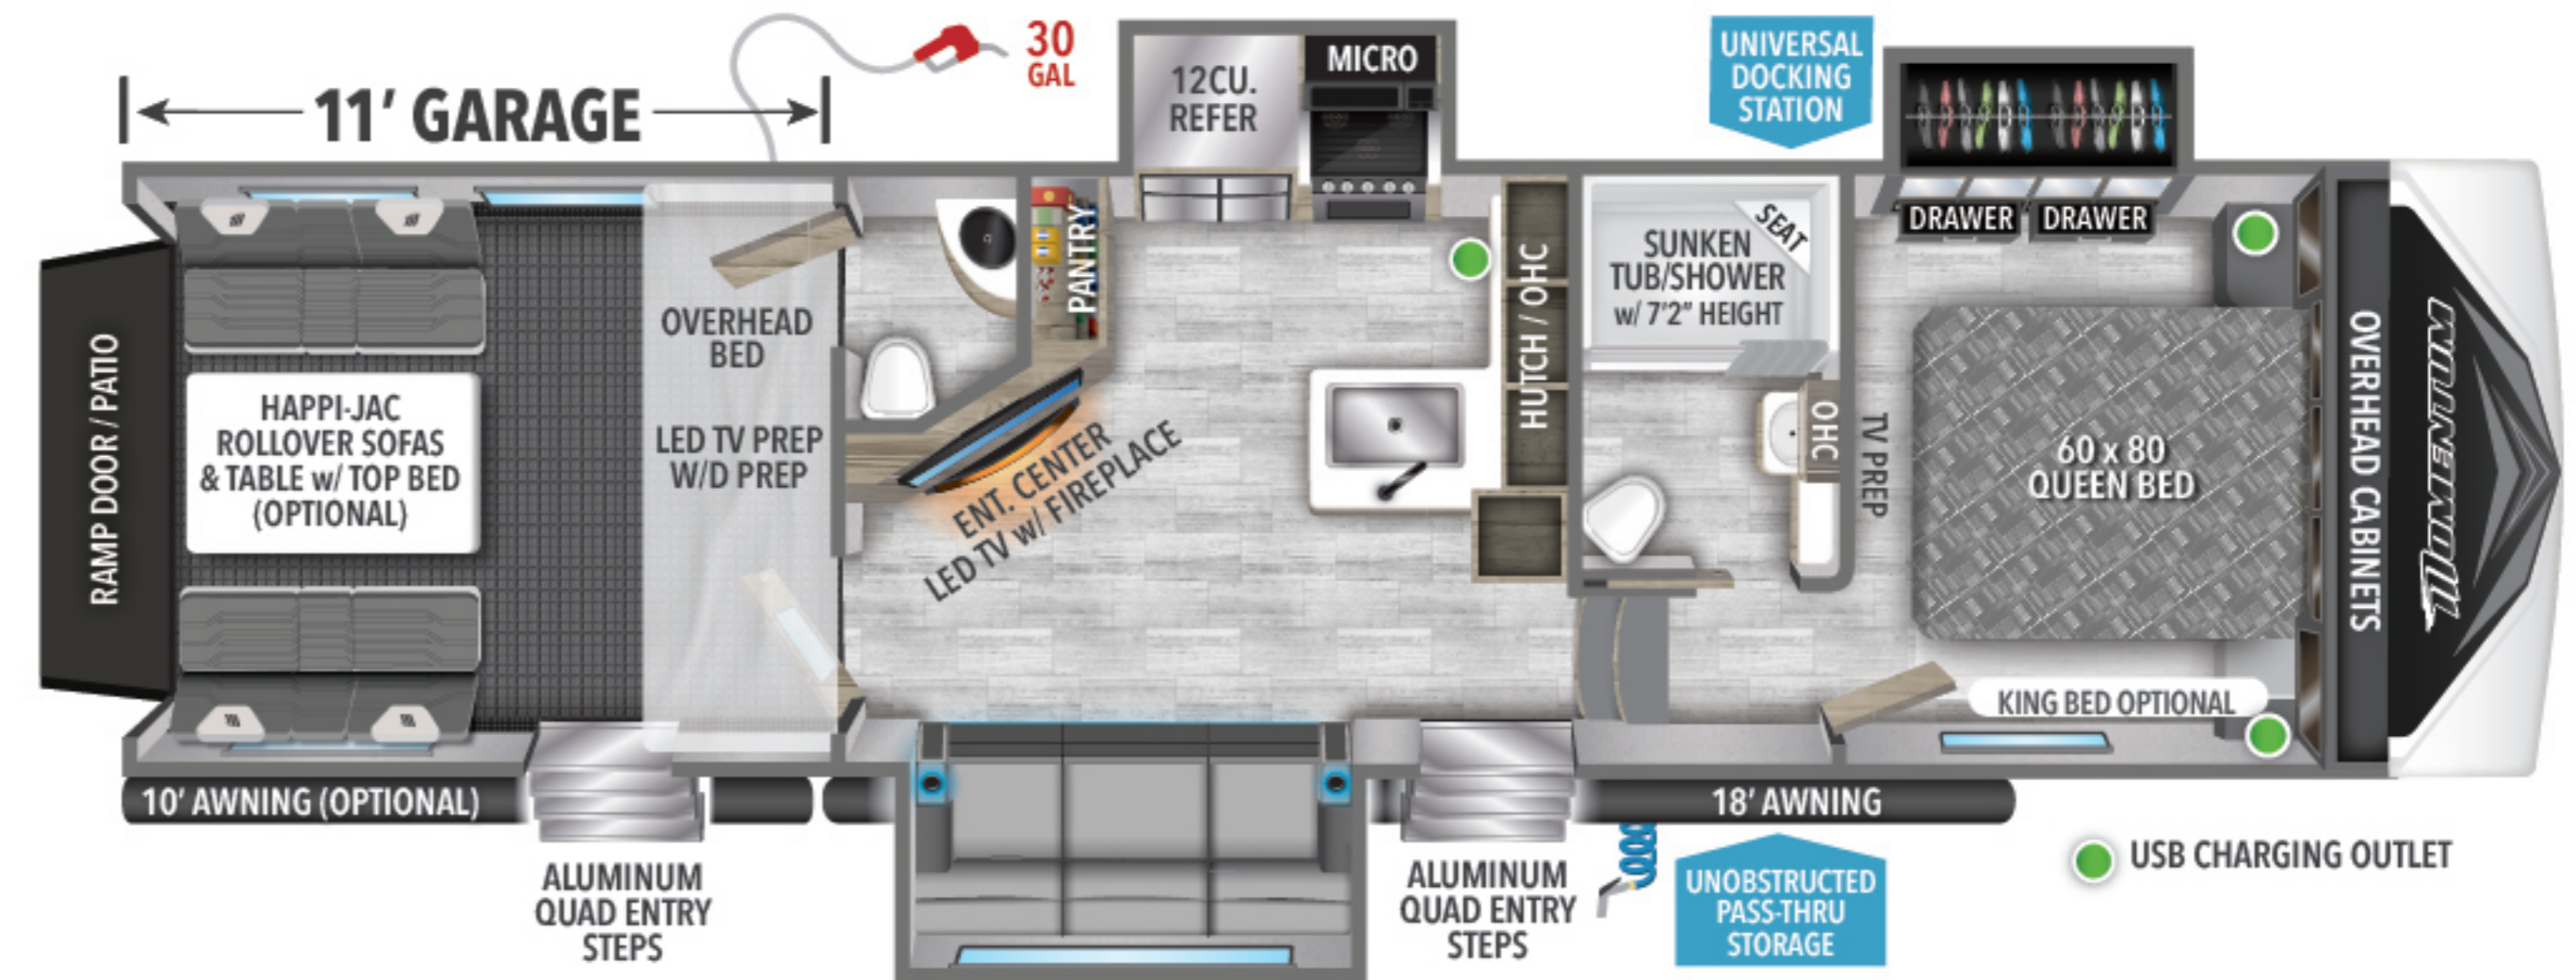 30
GAL
11' GARAGE
12CU.
REFER
MICRO
UNIVERSAL
DOCKING
STATION
PANTRY
HUTCH / OHC
SEAT
SUNKEN
TUB/SHOWER
w/ 7'2" HEIGHT
DRAWER
DRAWER
RAMP DOOR / PATIO
HAPPI-JAC
ROLLOVER SOFAS
& TABLE w/ TOP BED
(OPTIONAL)
OVERHEAD
BED
LED TV PREP
W/D PREP
ENT. CENTER
LED TV w/ FIREPLACE
OHC
TV PREP
60 x 80
QUEEN BED
OVERHEAD CABINETS
MOMENTUM
KING BED OPTIONAL
10' AWNING (OPTIONAL)
18' AWNING
ALUMINUM
QUAD ENTRY
STEPS
ALUMINUM
QUAD ENTRY
STEPS
UNOBSTRUCTED
PASS-THRU
STORAGE
USB CHARGING OUTLET